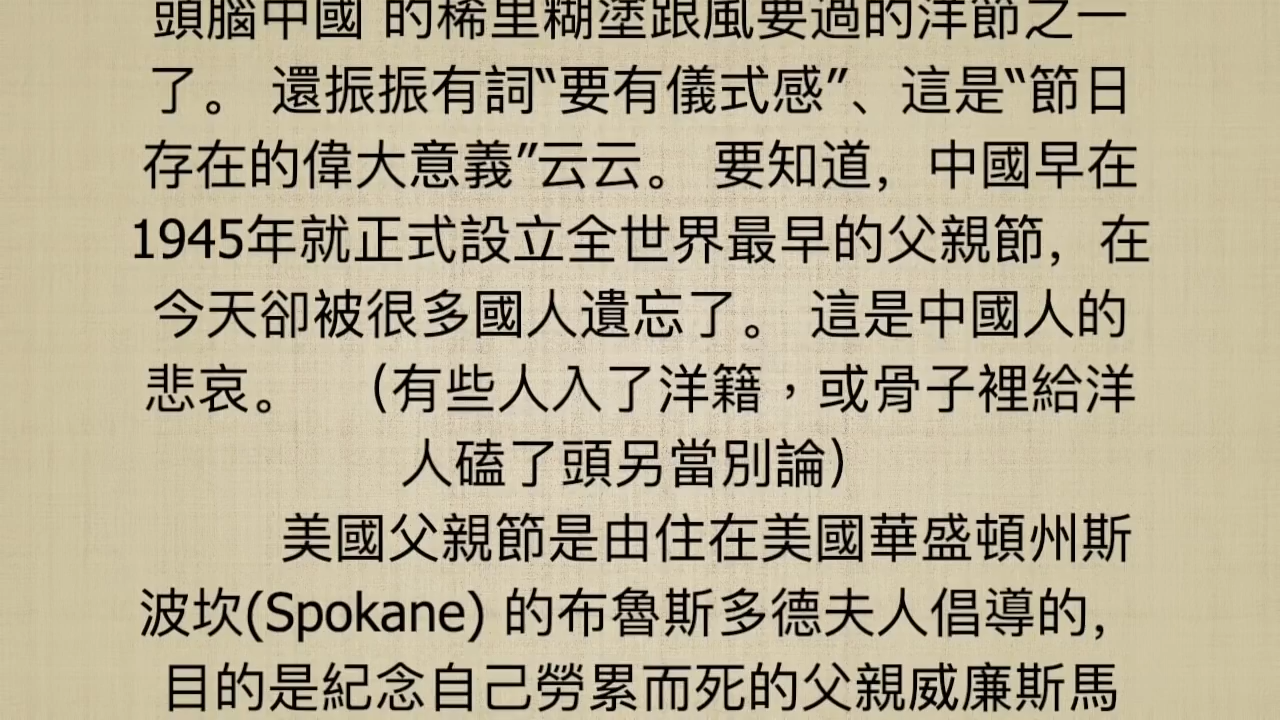 頭腦中國 的稀里糊塗跟風要過的洋節之一
了。 還振振有詞“要有儀式感”、這是“節日
存在的偉大意義”云云。 要知道， 中國早在
1945年就正式設立全世界最早的父親節， 在
今天卻被很多國人遺忘了。 這是中國人的
悲哀。 （有些人入了洋籍，或骨子裡給洋
人磕了頭另當別論）
美國父親節是由住在美國華盛頓州斯
波坎(Spokane) 的布魯斯多德夫人倡導的，
目的是紀念自己勞累而死的父親威廉斯馬